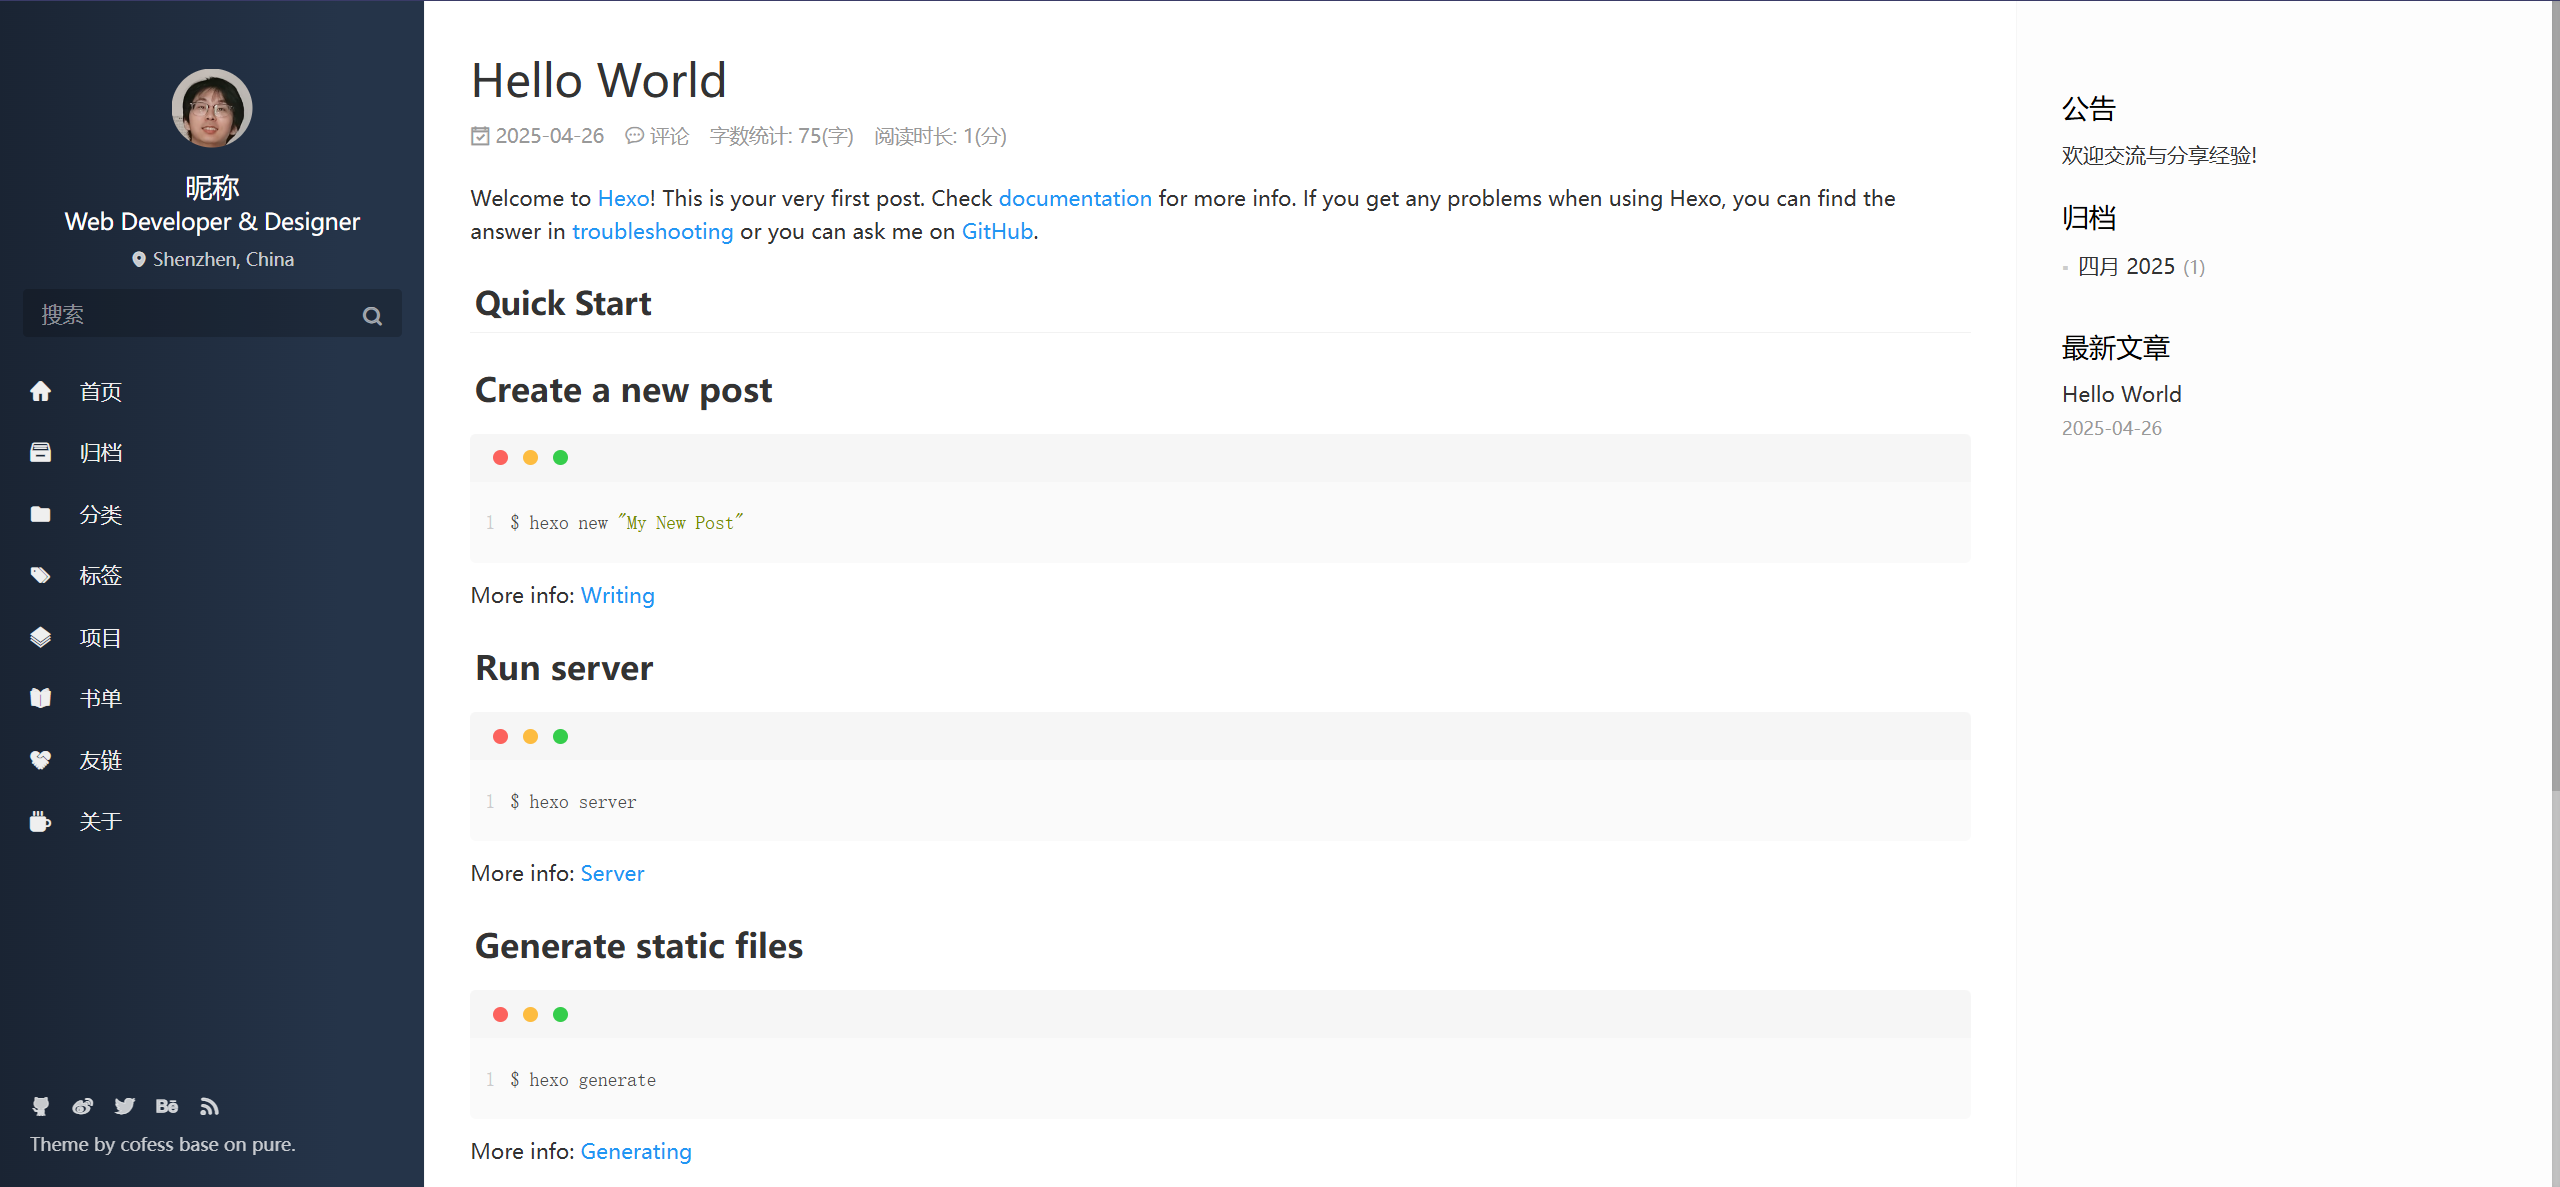 昵称
Web Developer & Designer
Shenzhen, China
搜索
首页
归档
分类
标签
项目
书单
友链
关于
Bē
Theme by cofess base on pure.
Hello World
2025-04-26 评论 字数统计: 75(字) 阅读时长: 1(分)
Welcome to Hexo! This is your very first post. Check documentation for more info. If you get any problems when using Hexo, you can find the
answer in troubleshooting or you can ask me on GitHub.
Quick Start
Create a new post
1 $ hexo new "My New Post"
More info: Writing
Run server
1 $ hexo server
More info: Server
Generate static files
1 $ hexo generate
More info: Generating
公告
欢迎交流与分享经验!
归档
四月 2025 (1)
最新文章
Hello World
2025-04-26